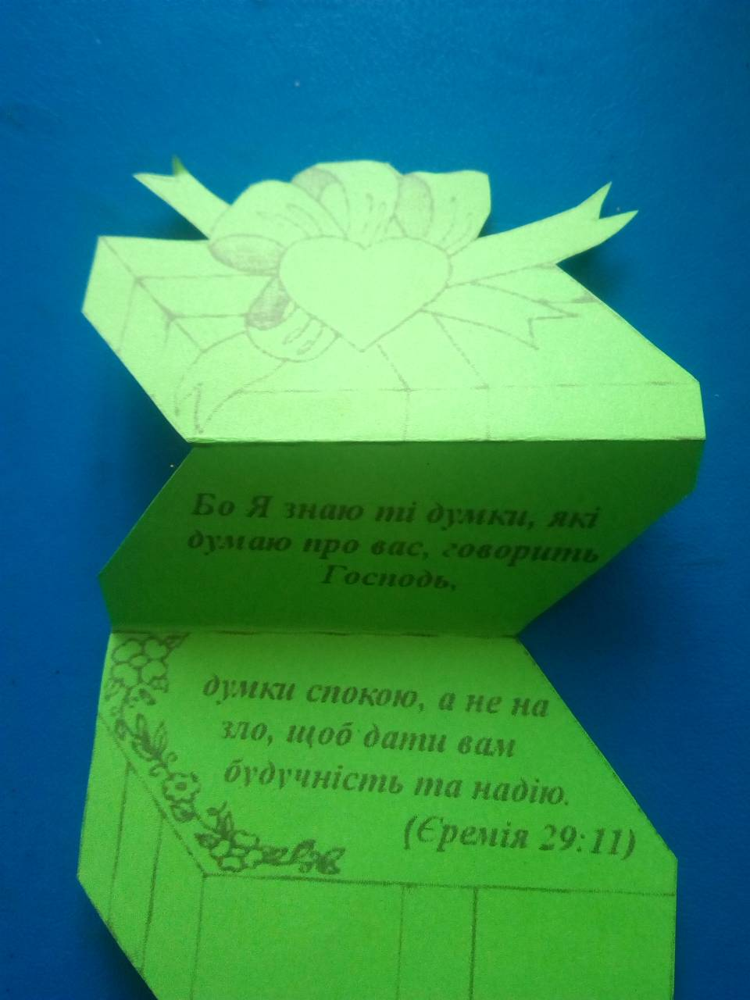 Бо Я знаю ті думки, які
думаю про вас, говорить
Господь,
думки спокою, а не на
зло, щоб дати вам
будучність та надію.
(Єремія 29:11)